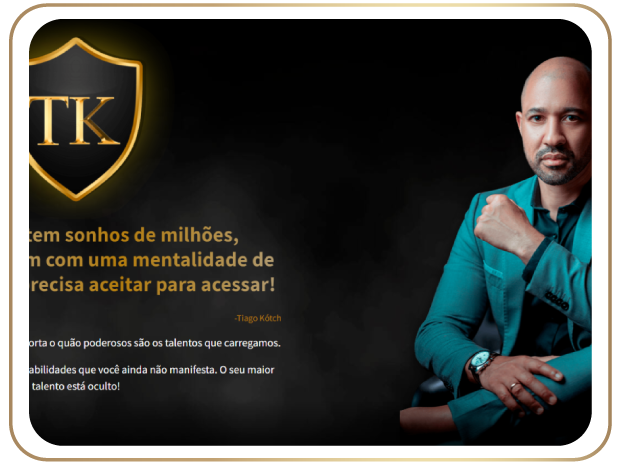 TK
tem sonhos de milhões,
m com uma mentalidade de
recisa aceitar para acessar!
-Tiago Kôtch
orta o quão poderosos são os talentos que carregamos.
abilidades que você ainda não manifesta. O seu maior
talento está oculto!